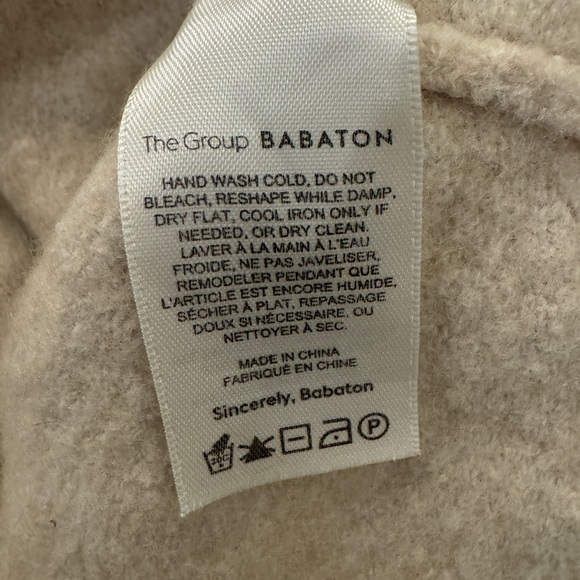 The Group BABATON
HAND WASH COLD, DO NOT
BLEACH, RESHAPE WHILE DAMP,
DRY FLAT, COOL IRON ONLY IF
NEEDED, OR DRY CLEAN.
LAVER À LA MAIN À L'EAU
FROIDE, NE PAS JAVELISER,
REMODELER PENDANT QUE
L'ARTICLE EST ENCORE HUMIDE,
SÉCHER À PLAT, REPASSAGE
DOUX SI NÉCESSAIRE, OU
NETTOYER À SEC.
MADE IN CHINA
FABRIQUÉ EN CHINE
Sincerely, Babaton
30C P